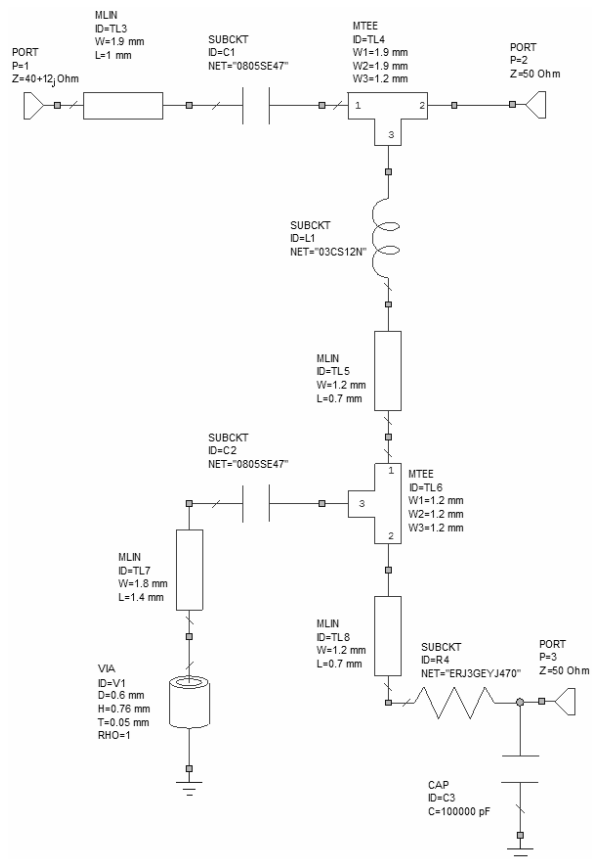 MLIN
ID=TL3
W=1.9 mm
L=1 mm
PORT
P=1
Z=40+12j Ohm
SUBCKT
ID=C1
NET="0805SE47"
MTEE
ID=TL4
W1=1.9 mm
W2=1.9 mm
W3=1.2 mm
PORT
P=2
Z=50 Ohm
1
2
3
SUBCKT
ID=L1
NET="03CS12N"
MLIN
ID=TL5
W=1.2 mm
L=0.7 mm
SUBCKT
ID=C2
NET="0805SE47"
1
3
2
MTEE
ID=TL6
W1=1.2 mm
W2=1.2 mm
W3=1.2 mm
MLIN
ID=TL7
W=1.8 mm
L=1.4 mm
MLIN
ID=TL8
W=1.2 mm
L=0.7 mm
SUBCKT
ID=R4
NET="ERJ3GEYJ470"
PORT
P=3
Z=50 Ohm
VIA
ID=V1
D=0.6 mm
H=0.76 mm
T=0.05 mm
RHO=1
CAP
ID=C3
C=100000 pF